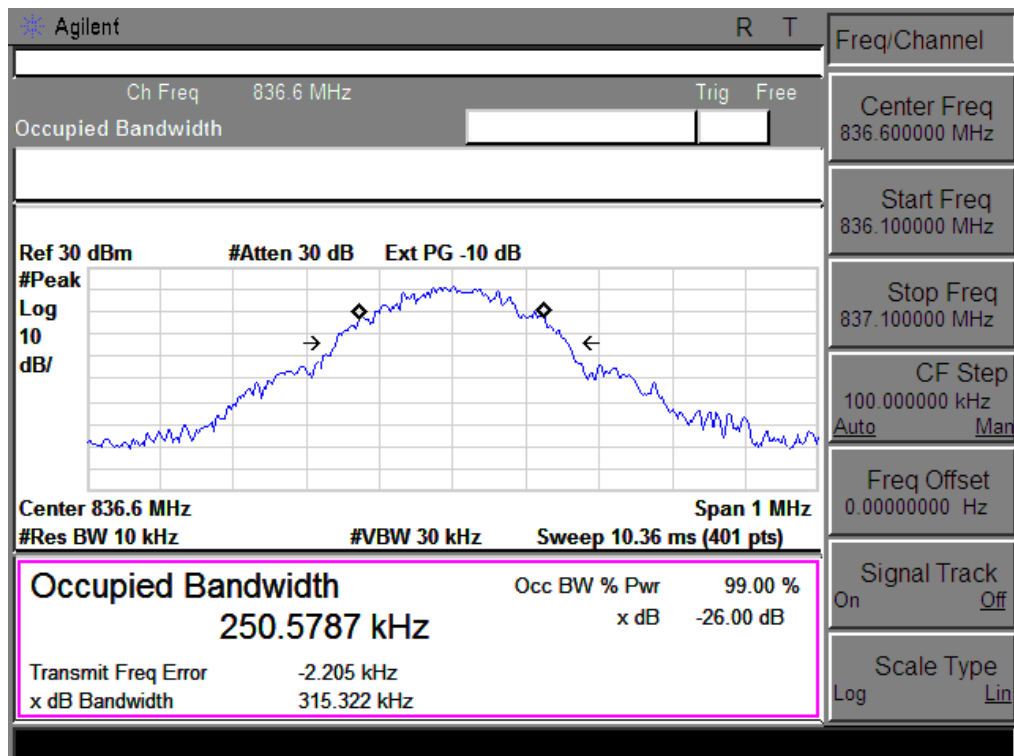 Agilent R T
Ch Freq 836.6 MHz Trig Free
Occupied Bandwidth
Ref 30 dBm #Atten 30 dB Ext PG -10 dB
#Peak
Log
10
dB/
Center 836.6 MHz Span 1 MHz
#Res BW 10 kHz #VBW 30 kHz Sweep 10.36 ms (401 pts)
Occupied Bandwidth
250.5787 kHz
Occ BW % Pwr 99.00 %
x dB -26.00 dB
Transmit Freq Error -2.205 kHz
x dB Bandwidth 315.322 kHz
Freq/Channel
Center Freq
836.600000 MHz
Start Freq
836.100000 MHz
Stop Freq
837.100000 MHz
CF Step
100.000000 kHz
Auto Man
Freq Offset
0.00000000 Hz
Signal Track
On Off
Scale Type
Log Lin